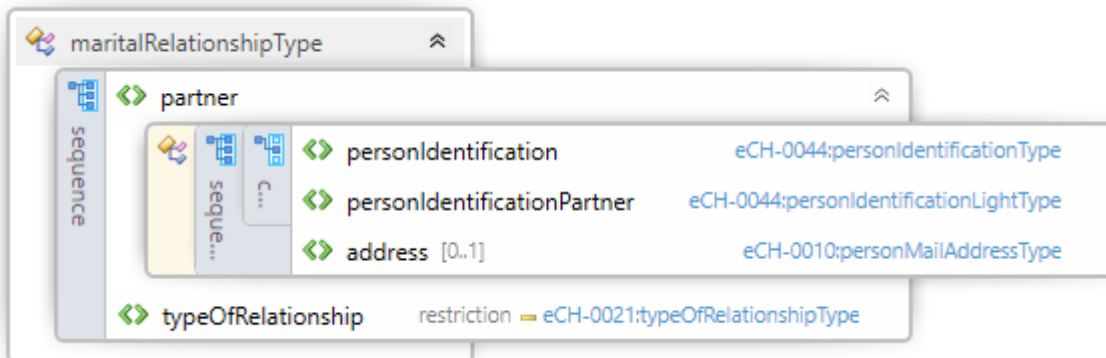 maritalRelationshipType
sequence
partner
seque...
c...
personIdentification eCH-0044:personIdentificationType
personIdentificationPartner eCH-0044:personIdentificationLightType
address [0..1] eCH-0010:personMailAddressType
typeOfRelationship restriction eCH-0021:typeOfRelationshipType